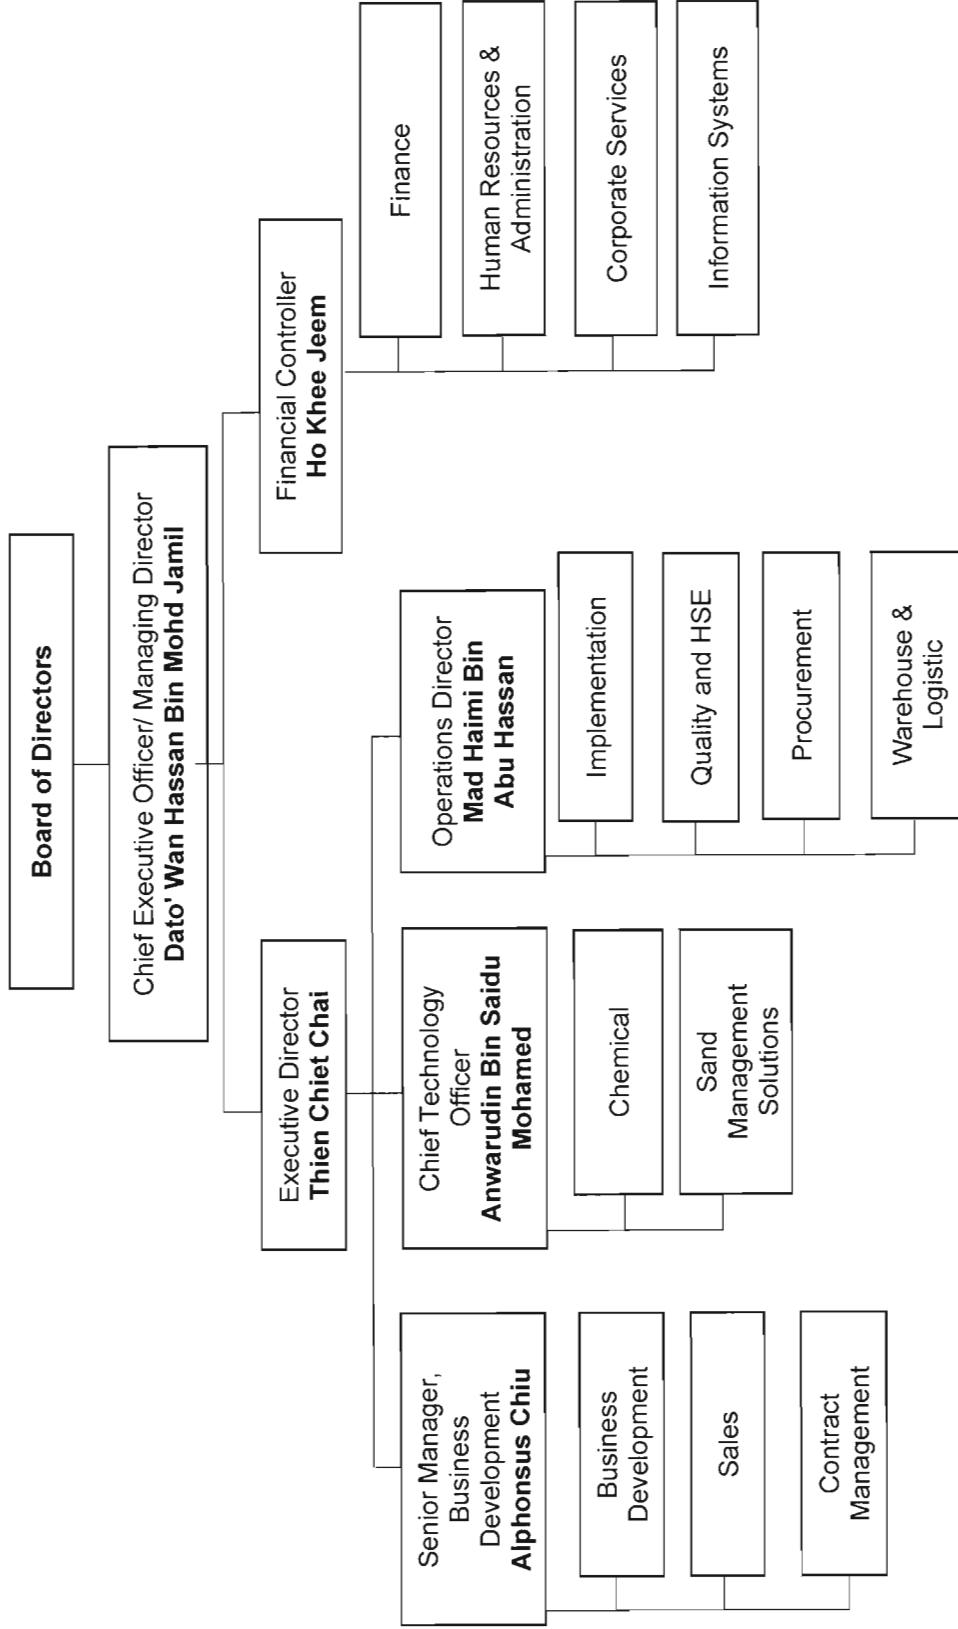 Board of Directors
Chief Executive Officer/ Managing Director
Dato' Wan Hassan Bin Mohd Jamil
Executive Director
Thien Chiet Chai
Financial Controller
Ho Khee Jeem
Senior Manager,
Business
Development
Alphonsus Chiu
Business
Development
Sales
Contract
Management
Chief Technology
Officer
Anwarudin Bin Saidu
Mohamed
Chemical
Sand
Management
Solutions
Operations Director
Mad Haimi Bin
Abu Hassan
Implementation
Quality and HSE
Procurement
Warehouse &
Logistic
Finance
Human Resources &
Administration
Corporate Services
Information Systems